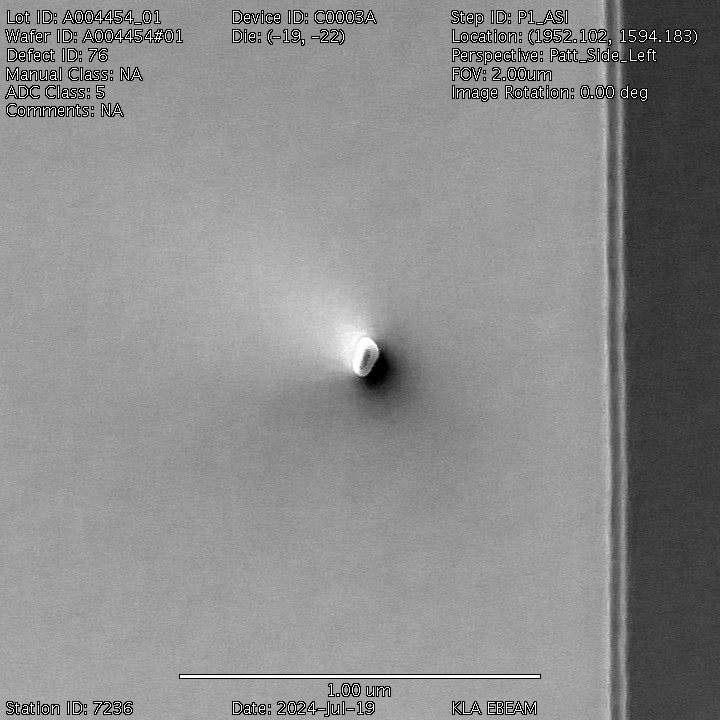 Lot ID: A004454_01 Device ID: C0003A Step ID: P1_ASI
Wafer ID: A004454#01 Die: (-19, -22) Location: (1952.102, 1594.183)
Defect ID: 76 Perspective: Patt_Side_Left
Manual Class: NA FOV: 2.00um
ADC Class: 5 Image Rotation: 0.00 deg
Comments: NA
1.00 um
Station ID: 7236 Date: 2024-Jul-19 KLA EBEAM